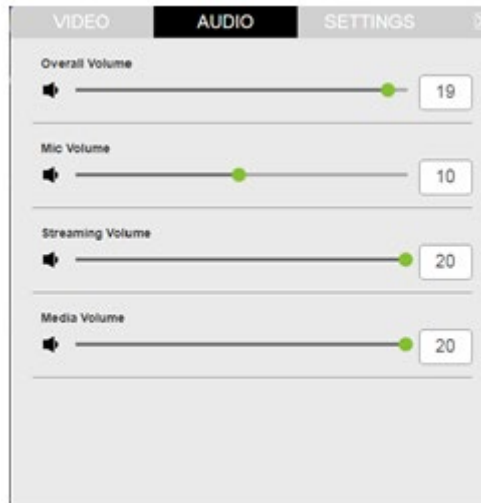 VIDEO AUDIO SETTINGS
Overall Volume
19
Mic Volume
10
Streaming Volume
20
Media Volume
20